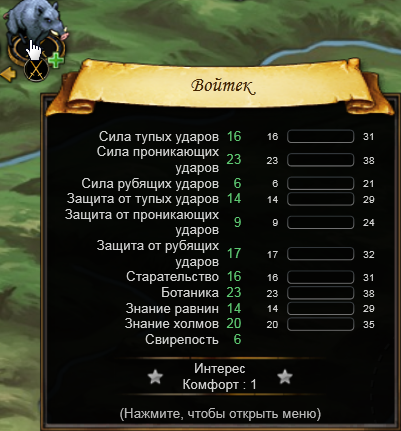 Войтек
Сила тупых ударов 16 16 31
Сила проникающих
ударов 23 23 38
Сила рубящих ударов 6 6 21
Защита от тупых ударов 14 14 29
Защита от проникающих
ударов 9 9 24
Защита от рубящих
ударов 17 17 32
Старательство 16 16 31
Ботаника 23 23 38
Знание равнин 14 14 29
Знание холмов 20 20 35
Свирепость 6
Интерес
Комфорт : 1
(Нажмите, чтобы открыть меню)